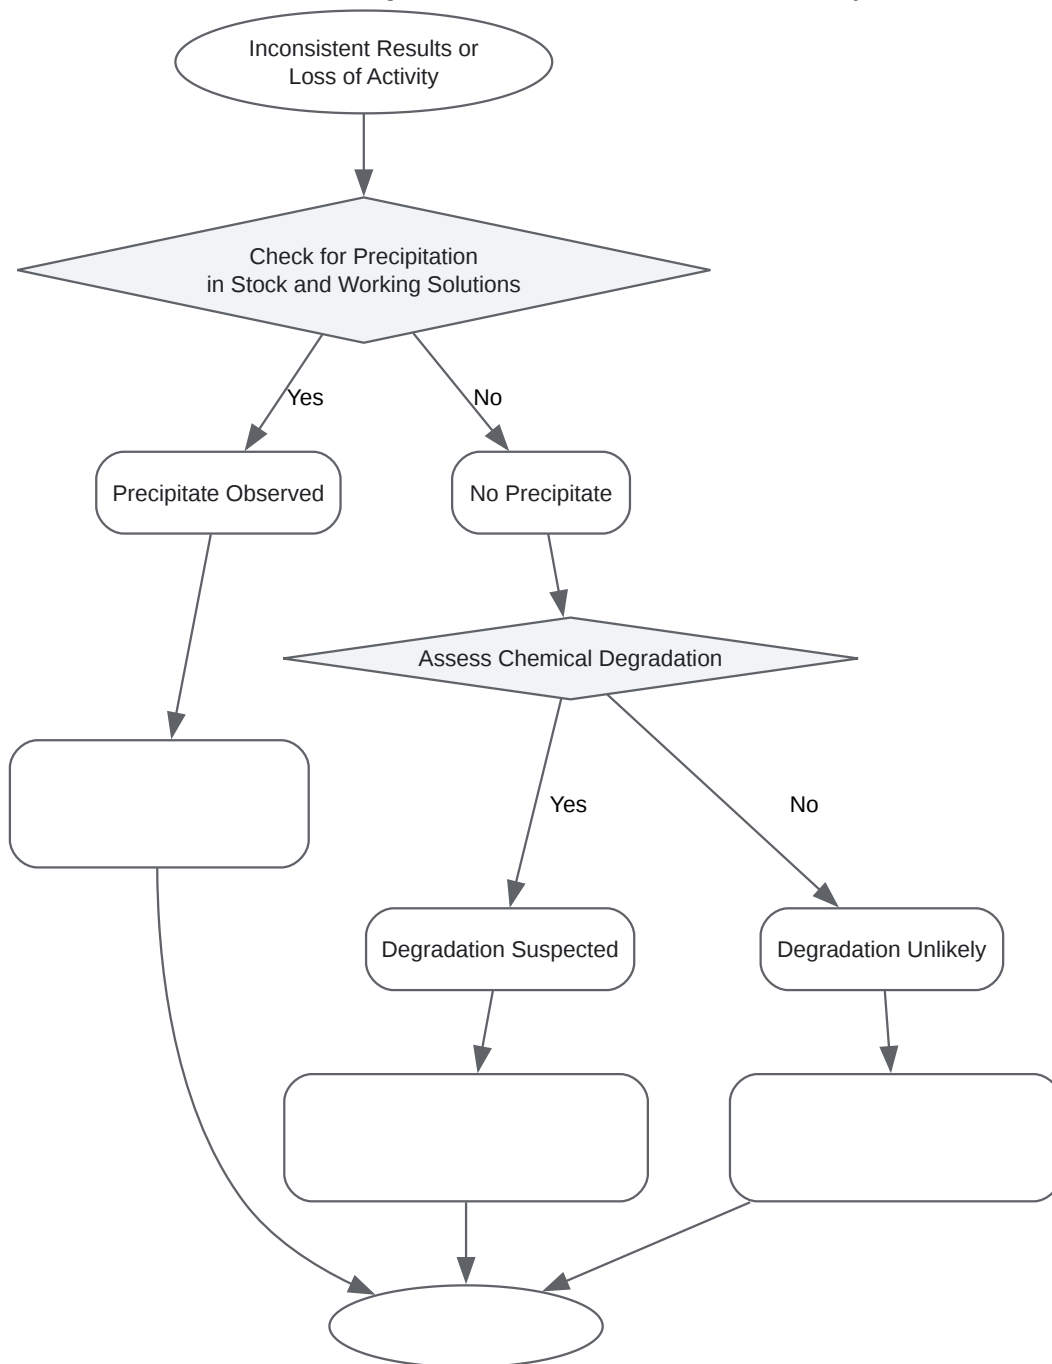 Inconsistent Results or
Loss of Activity
Check for Precipitation
in Stock and Working Solutions
Yes
No
Precipitate Observed
No Precipitate
Assess Chemical Degradation
Yes
No
Degradation Suspected
Degradation Unlikely